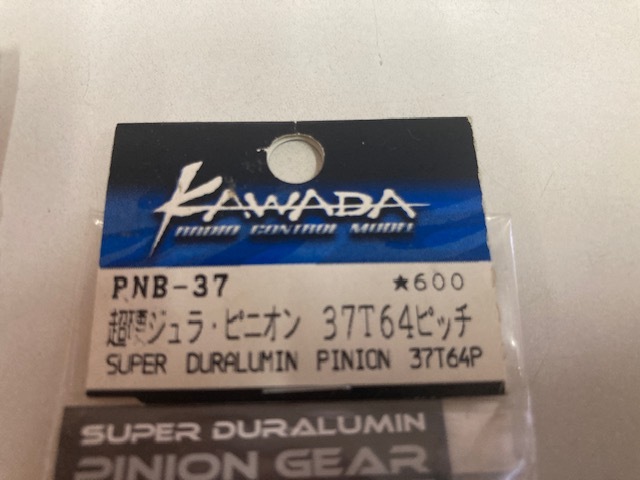 KAWADA
RADIO CONTROL MODEL
PNB-37 ★600
超硬ジュラ・ピニオン 37T64ピッチ
SUPER DURALUMIN PINION 37T64P
SUPER DURALUMIN
PINION GEAR